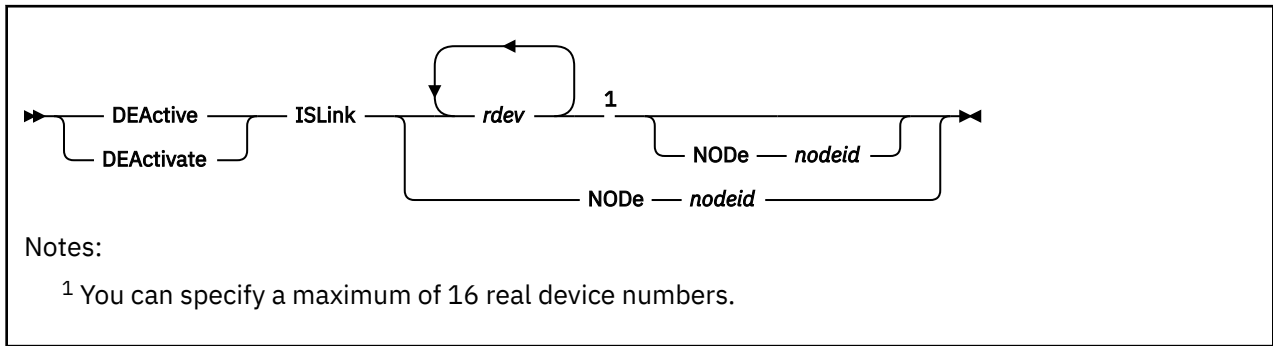 DEActive ISLink rdev 1
DEActivate NODe nodeid
NODe nodeid
Notes:
1 You can specify a maximum of 16 real device numbers.